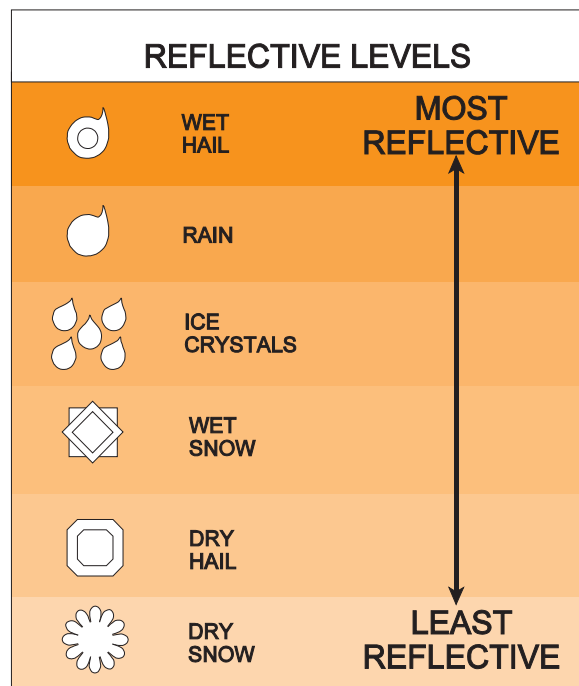 REFLECTIVE LEVELS
WET
HAIL
MOST
REFLECTIVE
RAIN
ICE
CRYSTALS
WET
SNOW
DRY
HAIL
DRY
SNOW
LEAST
REFLECTIVE